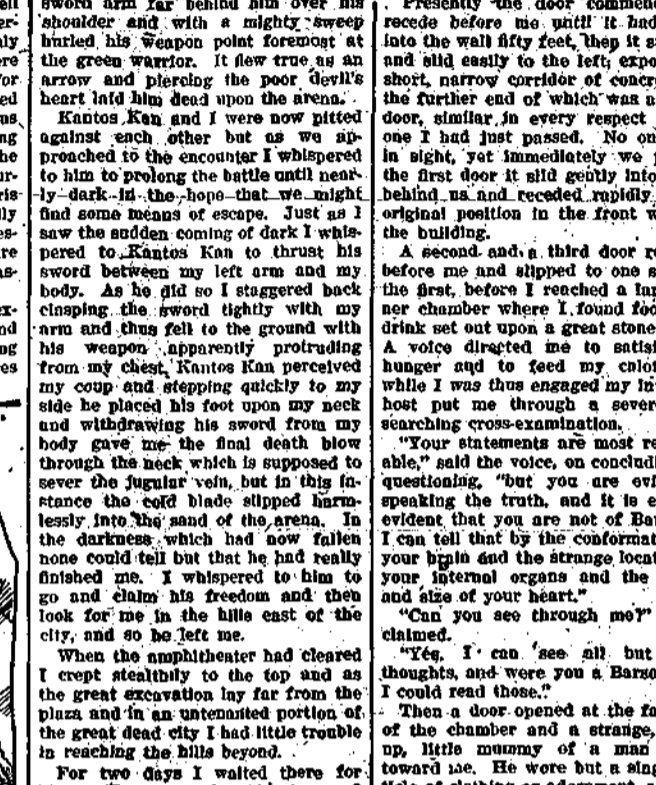 sword arm far behind him over his
shoulder and with a mighty sweep
hurled his weapon point foremost at
the green warrior. It flew true as an
arrow and piercing the poor devil's
heart laid him dead upon the arena.
Kantos Kan and I were now pitted
against each other but as we ap-
proached to the encounter I whispered
to him to prolong the battle until near-
ly dark in the hope that we might
find some means of escape. Just as I
saw the sudden coming of dark I whis-
pered to Kantos Kan to thrust his
sword between my left arm and my
body. As he did so I staggered back
clasping the sword tightly with my
arm and thus fell to the ground with
his weapon apparently protruding
from my chest. Kantos Kan perceived
my coup and stepping quickly to my
side he placed his foot upon my neck
and withdrawing his sword from my
body gave me the final death blow
through the neck which is supposed to
sever the jugular vein, but in this in-
stance the cold blade slipped harm-
lessly into the sand of the arena. In
the darkness which had now fallen
none could tell but that he had really
finished me. I whispered to him to
go and claim his freedom and then
look for me in the hills east of the
city, and so he left me.
When the amphitheater had cleared
I crept stealthily to the top and as
the great excavation lay far from the
plaza and in an untenanted portion of
the great dead city I had little trouble
in reaching the hills beyond.
For two days I waited there for
Presently the door commenc
recede before me until it had
into the wall fifty feet, then it s
and slid easily to the left, expo
short, narrow corridor of concr
the further end of which was a
door, similar in every respect
one I had just passed. No on
in sight, yet immediately we
the first door it slid gently into
behind us and receded rapidly
original position in the front w
the building.
A second and a third door re
before me and slipped to one s
the first, before I reached a lar
ner chamber where I found foo
drink set out upon a great stone
A voice directed me to satis
hunger and to feed my calot
while I was thus engaged my in
host put me through a sever
searching cross-examination.
"Your statements are most re
able," said the voice, on concludi
questioning, "but you are evi
speaking the truth, and it is e
evident that you are not of Bar
I can tell that by the conformat
your brain and the strange locat
your internal organs and the
and size of your heart."
"Can you see through me?"
claimed.
"Yes, I can see all but
thoughts, and were you a Barso
I could read those."
Then a door opened at the fa
of the chamber and a strange,
up, little mummy of a man
toward me. He wore but a sing